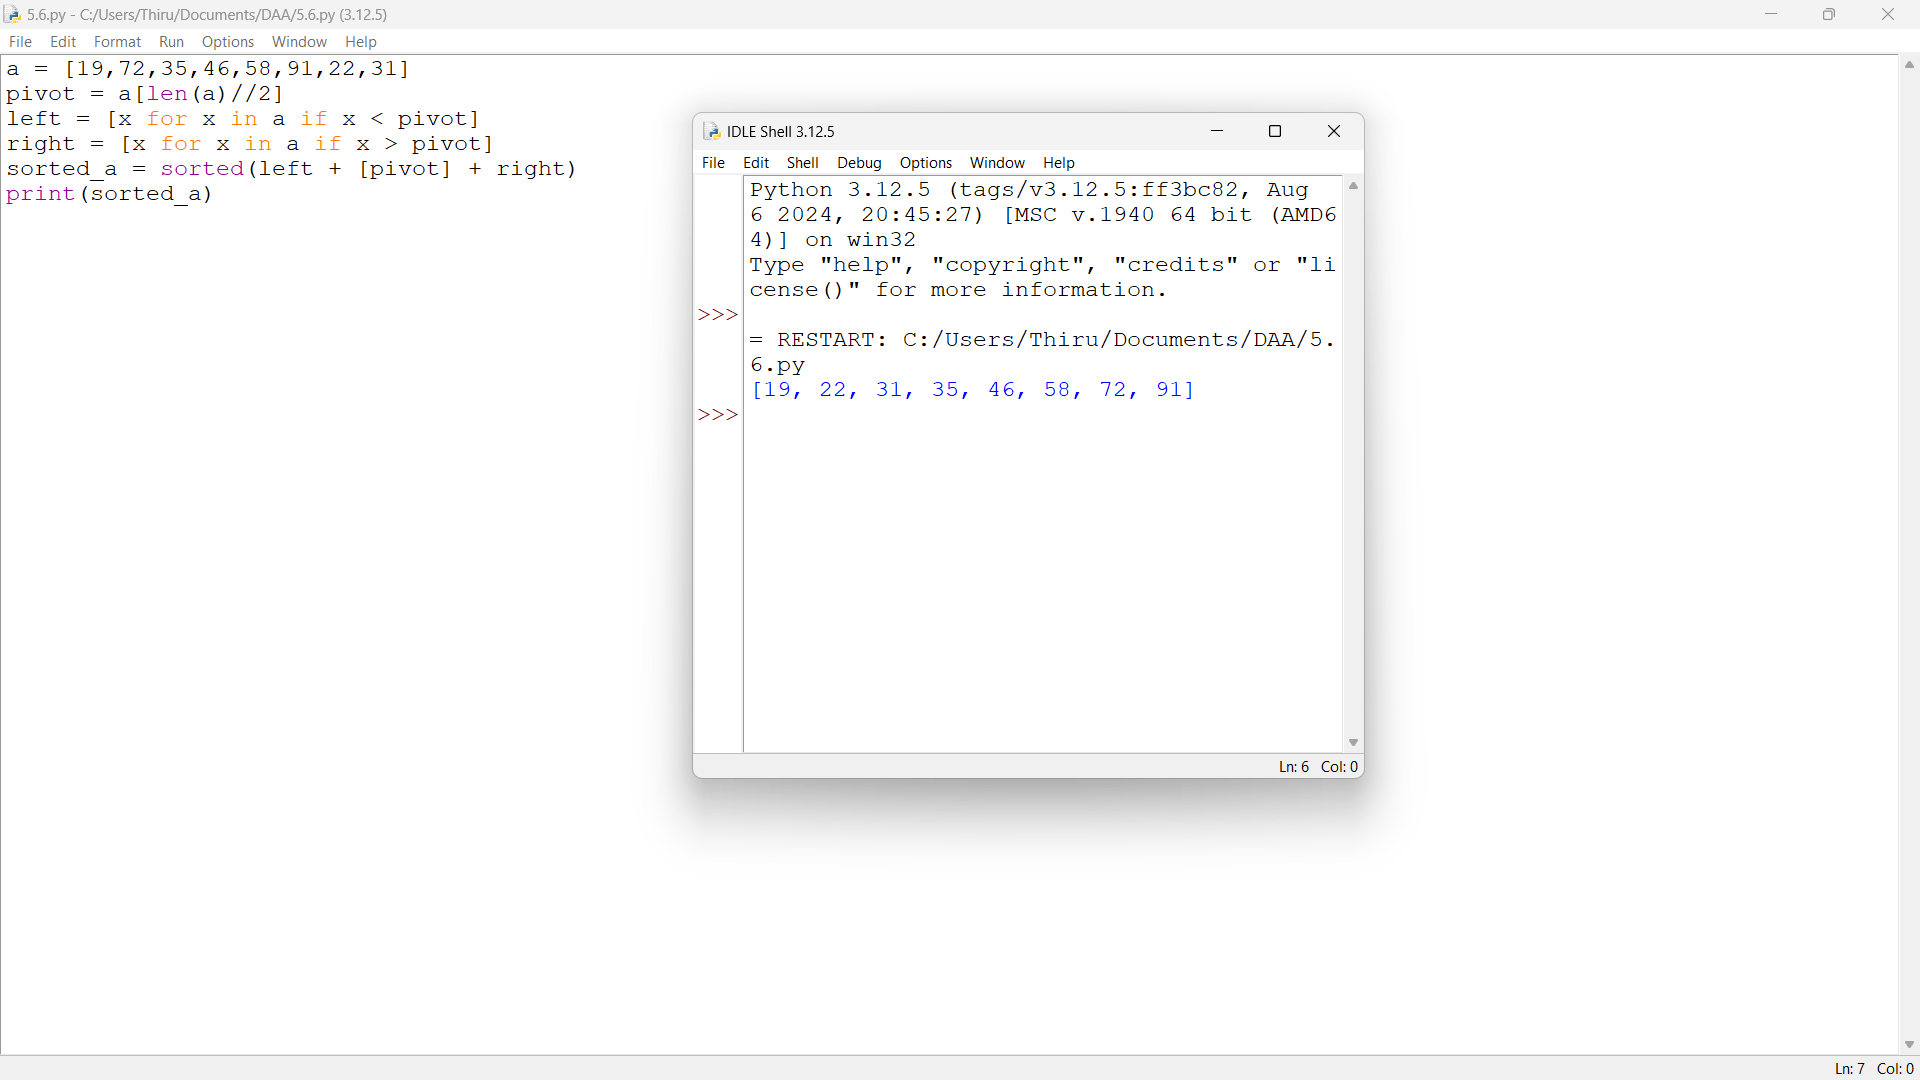 5.6.py - C:/Users/Thiru/Documents/DAA/5.6.py (3.12.5)
File Edit Format Run Options Window Help
a = [19,72,35,46,58,91,22,31]
pivot = a[len(a)//2]
left = [x for x in a if x < pivot]
right = [x for x in a if x > pivot]
sorted_a = sorted(left + [pivot] + right)
print(sorted_a)
IDLE Shell 3.12.5
File Edit Shell Debug Options Window Help
Python 3.12.5 (tags/v3.12.5:ff3bc82, Aug
6 2024, 20:45:27) [MSC v.1940 64 bit (AMD6
4)] on win32
Type "help", "copyright", "credits" or "li
cense()" for more information.
>>>
= RESTART: C:/Users/Thiru/Documents/DAA/5.
6.py
[19, 22, 31, 35, 46, 58, 72, 91]
>>>
Ln: 6 Col: 0
Ln: 7 Col: 0